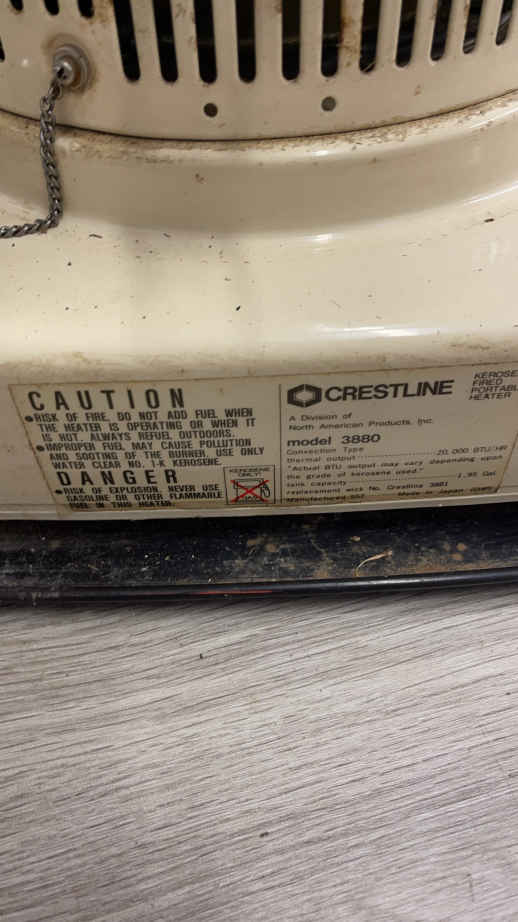 CAUTION
●RISK OF FIRE. DO NOT ADD FUEL WHEN
THE HEATER IS OPERATING OR WHEN IT
IS HOT. ALWAYS REFUEL OUTDOORS.
●IMPROPER FUEL MAY CAUSE POLLUTION
AND SOOTING OF THE BURNER. USE ONLY
WATER CLEAR NO. 1-K KEROSENE.
DANGER
●RISK OF EXPLOSION. NEVER USE
GASOLINE OR OTHER FLAMMABLE
FUEL IN THIS HEATER.
KEROSENE
ONLY!
CRESTLINE
A Division of
North American Products, Inc.
model 3880
Convection Type
thermal output 20,000 BTU/HR
*Actual BTU output may vary depending upon
the grade of kerosene used.
tank capacity 1.95 Gal.
replacement wick No. Crestline 3881
Manufactured
Made in Japan
KEROSE
FIRED
PORTABL
HEATER